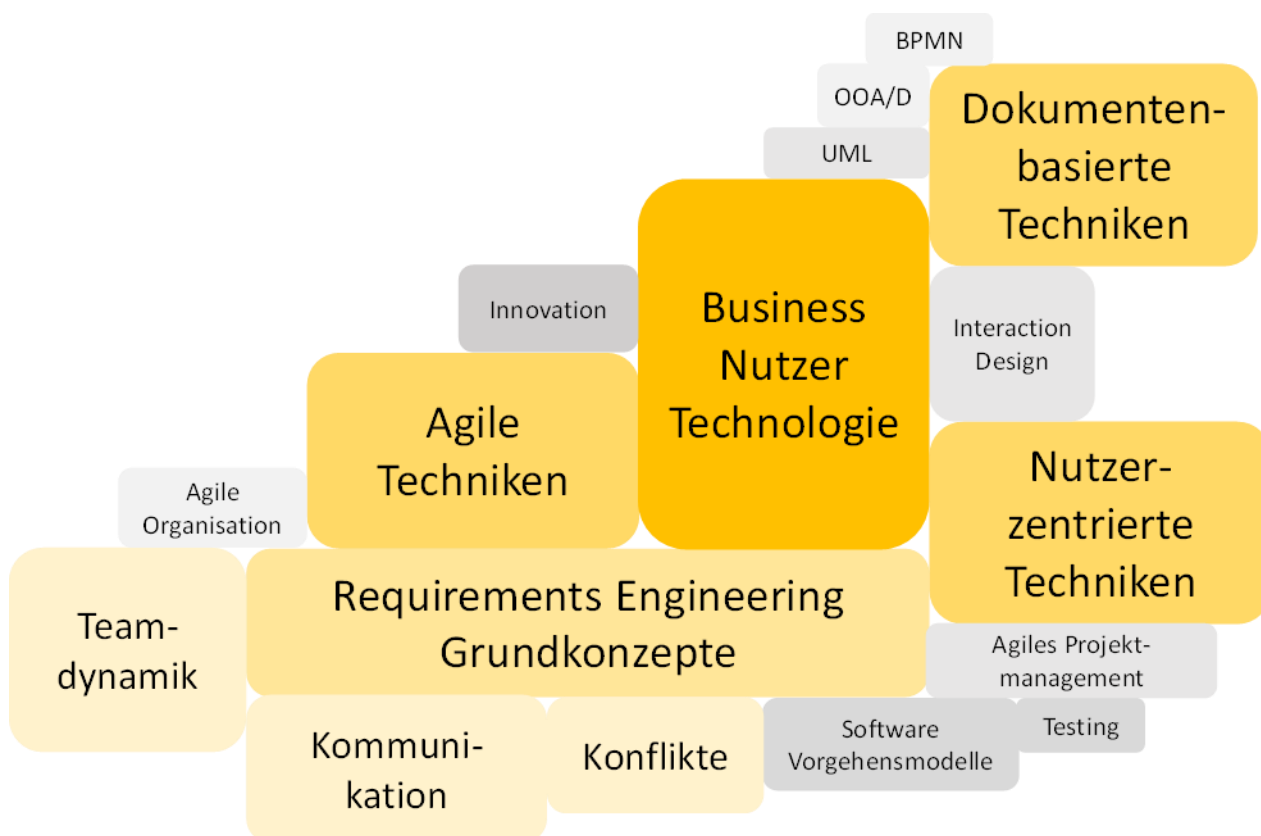 BPMN
OOA/D
UML
Dokumenten-
basierte
Techniken
Innovation
Business
Nutzer
Technologie
Interaction
Design
Agile
Techniken
Nutzer-
zentrierte
Techniken
Agile
Organisation
Team-
dynamik
Requirements Engineering
Grundkonzepte
Agiles Projekt-
management
Kommuni-
kation
Konflikte
Software
Vorgehensmodelle
Testing